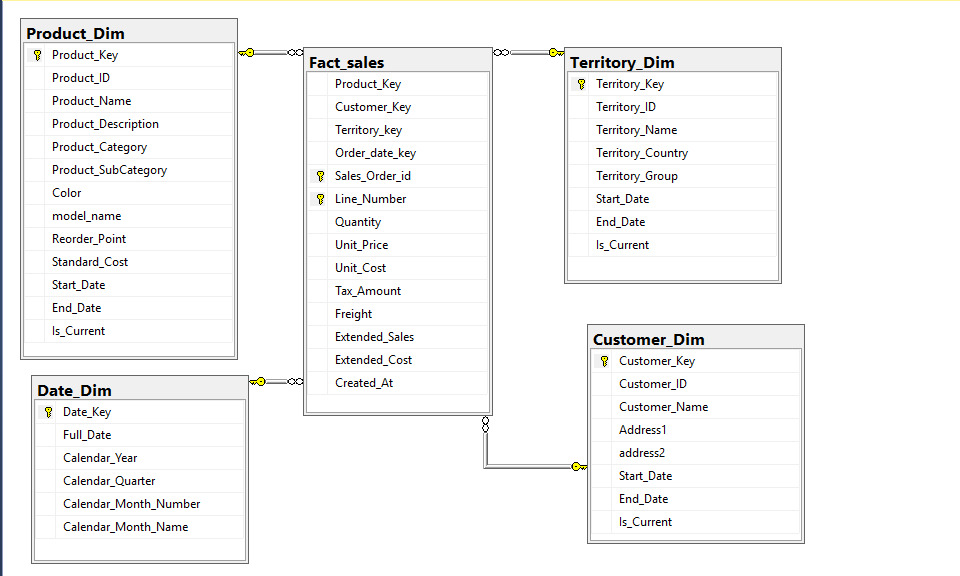 Product_Dim
Product_Key
Product_ID
Product_Name
Product_Description
Product_Category
Product_SubCategory
Color
model_name
Reorder_Point
Standard_Cost
Start_Date
End_Date
Is_Current
Fact_sales
Product_Key
Customer_Key
Territory_key
Order_date_key
Sales_Order_id
Line_Number
Quantity
Unit_Price
Unit_Cost
Tax_Amount
Freight
Extended_Sales
Extended_Cost
Created_At
Territory_Dim
Territory_Key
Territory_ID
Territory_Name
Territory_Country
Territory_Group
Start_Date
End_Date
Is_Current
Date_Dim
Date_Key
Full_Date
Calendar_Year
Calendar_Quarter
Calendar_Month_Number
Calendar_Month_Name
Customer_Dim
Customer_Key
Customer_ID
Customer_Name
Address1
address2
Start_Date
End_Date
Is_Current